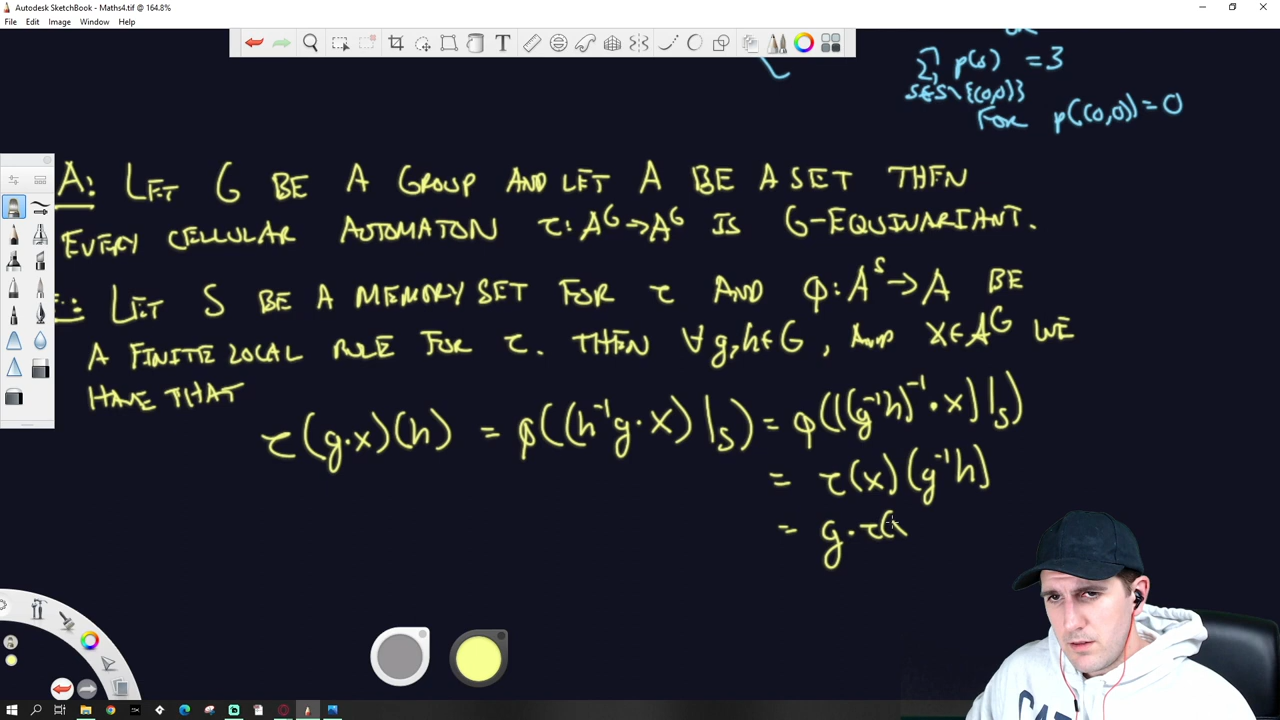 Autodesk SketchBook - Maths4.tif @ 164.8%
File Edit Image Window Help
Σ p(s) = 3
s∈S\{(0,0)}
FOR p((0,0)) = 0
A: LET G BE A GROUP AND LET A BE A SET THEN
EVERY CELLULAR AUTOMATON τ: A^G → A^G IS G-EQUIVARIANT.
LET S BE A MEMORY SET FOR τ AND φ: A^S → A BE
A FINITE LOCAL RULE FOR τ. THEN ∀ g,h ∈ G, AND X ∈ A^G WE
HAVE THAT
τ(g·x)(h) = φ((h⁻¹g·x)|_S) = φ(((g⁻¹h)⁻¹·x)|_S)
= τ(x)(g⁻¹h)
= g·τ(